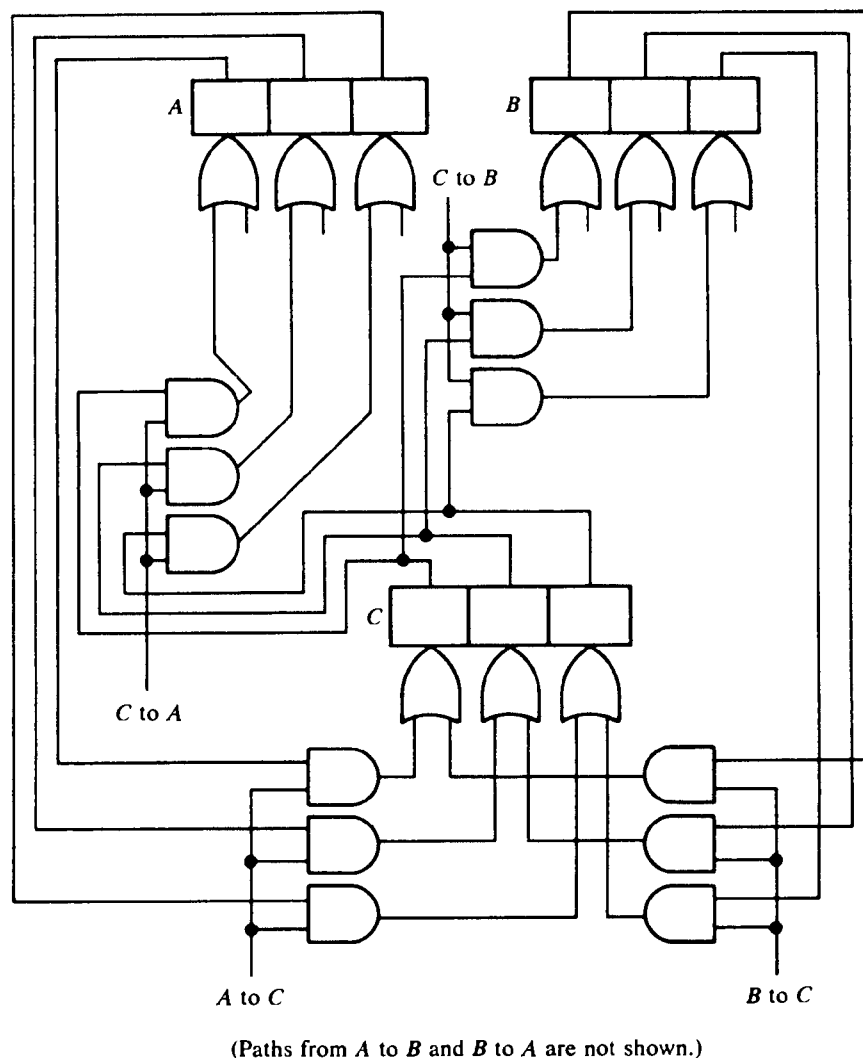 A
B
C to B
C
C to A
A to C
B to C
(Paths from A to B and B to A are not shown.)